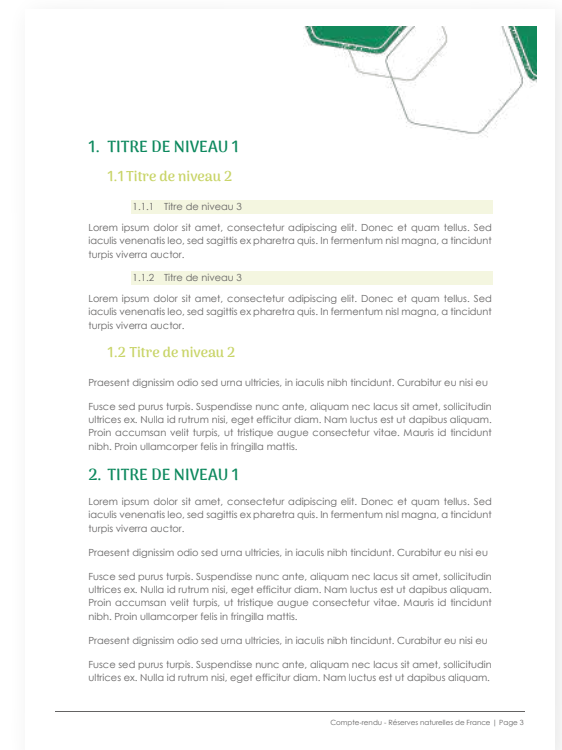 1. TITRE DE NIVEAU 1
1.1 Titre de niveau 2
1.1.1 Titre de niveau 3
Lorem ipsum dolor sit amet, consectetur adipiscing elit. Donec et quam tellus. Sed
iaculis venenatis leo, sed sagittis ex pharetra quis. In fermentum nisl magna, a tincidunt
turpis viverra auctor.
1.1.2 Titre de niveau 3
Lorem ipsum dolor sit amet, consectetur adipiscing elit. Donec et quam tellus. Sed
iaculis venenatis leo, sed sagittis ex pharetra quis. In fermentum nisl magna, a tincidunt
turpis viverra auctor.
1.2 Titre de niveau 2
Praesent dignissim odio sed urna ultricies, in iaculis nibh tincidunt. Curabitur eu nisi eu
Fusce sed purus turpis. Suspendisse nunc ante, aliquam nec lacus sit amet, sollicitudin
ultrices ex. Nulla id rutrum nisi, eget efficitur diam. Nam luctus est ut dapibus aliquam.
Proin accumsan velit turpis, ut tristique augue consectetur vitae. Mauris id tincidunt
nibh. Proin ullamcorper felis in fringilla mattis.
2. TITRE DE NIVEAU 1
Lorem ipsum dolor sit amet, consectetur adipiscing elit. Donec et quam tellus. Sed
iaculis venenatis leo, sed sagittis ex pharetra quis. In fermentum nisl magna, a tincidunt
turpis viverra auctor.
Praesent dignissim odio sed urna ultricies, in iaculis nibh tincidunt. Curabitur eu nisi eu
Fusce sed purus turpis. Suspendisse nunc ante, aliquam nec lacus sit amet, sollicitudin
ultrices ex. Nulla id rutrum nisi, eget efficitur diam. Nam luctus est ut dapibus aliquam.
Proin accumsan velit turpis, ut tristique augue consectetur vitae. Mauris id tincidunt
nibh. Proin ullamcorper felis in fringilla mattis.
Praesent dignissim odio sed urna ultricies, in iaculis nibh tincidunt. Curabitur eu nisi eu
Fusce sed purus turpis. Suspendisse nunc ante, aliquam nec lacus sit amet, sollicitudin
ultrices ex. Nulla id rutrum nisi, eget efficitur diam. Nam luctus est ut dapibus aliquam.
Compte-rendu - Réserves naturelles de France | Page 3